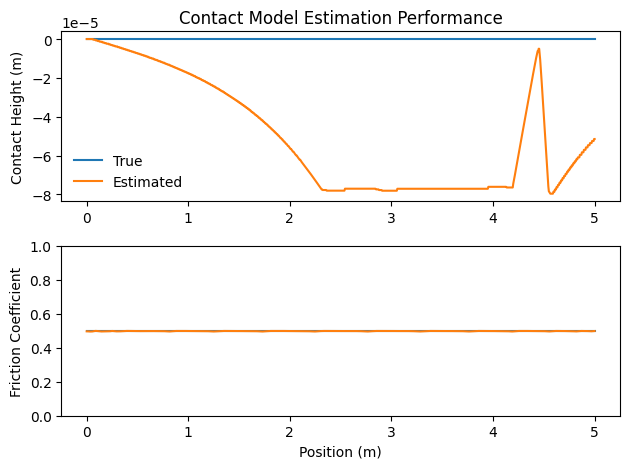 Contact Model Estimation Performance
1e−5
Contact Height (m)
0
−2
−4
−6
−8
True
Estimated
0 1 2 3 4 5
Friction Coefficient
1.0
0.8
0.6
0.4
0.2
0.0
0 1 2 3 4 5
Position (m)